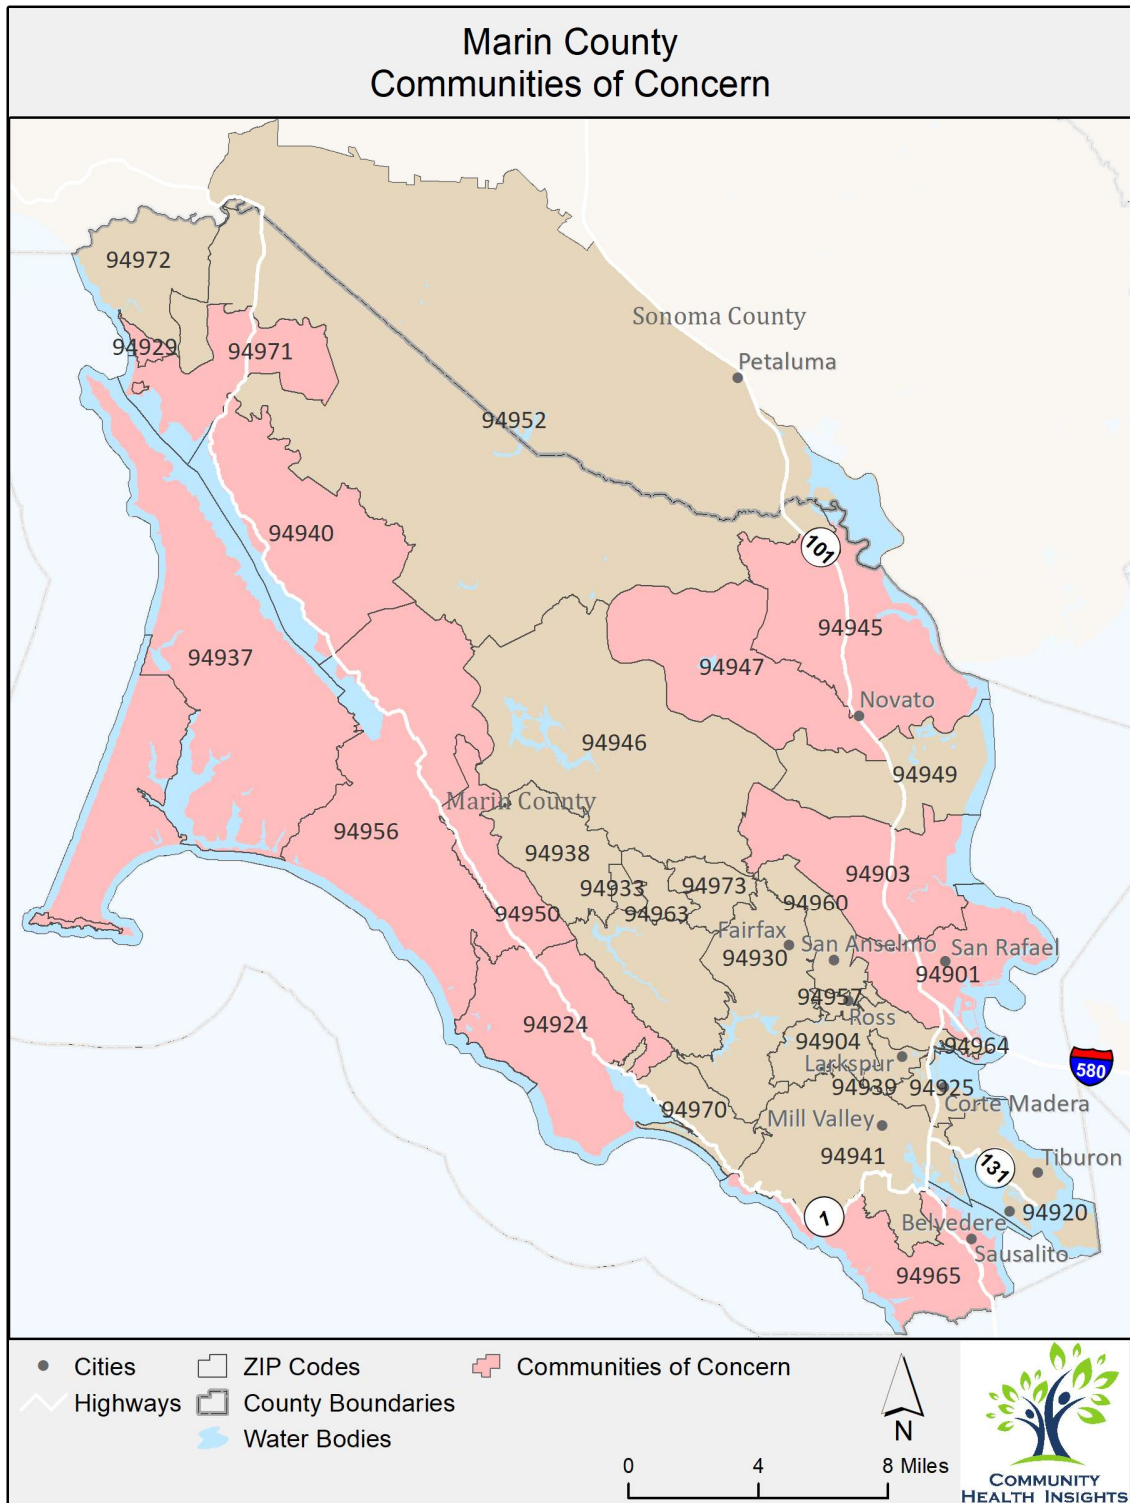 Marin County
Communities of Concern
94972
Sonoma County
94929
94971
Petaluma
94952
94940
101
94945
94937
94947
Novato
94946
94949
Marin County
94956
94938
94903
94933
94973
94960
94950
94963
Fairfax
San Anselmo
San Rafael
94930
94901
94957
Ross
94924
94904
94964
Larkspur
580
94939
94925
Corte Madera
94970
Mill Valley
94941
Tiburon
131
94920
1
Belvedere
Sausalito
94965
Cities
ZIP Codes
Communities of Concern
Highways
County Boundaries
Water Bodies
N
0 4 8 Miles
COMMUNITY
HEALTH INSIGHTS